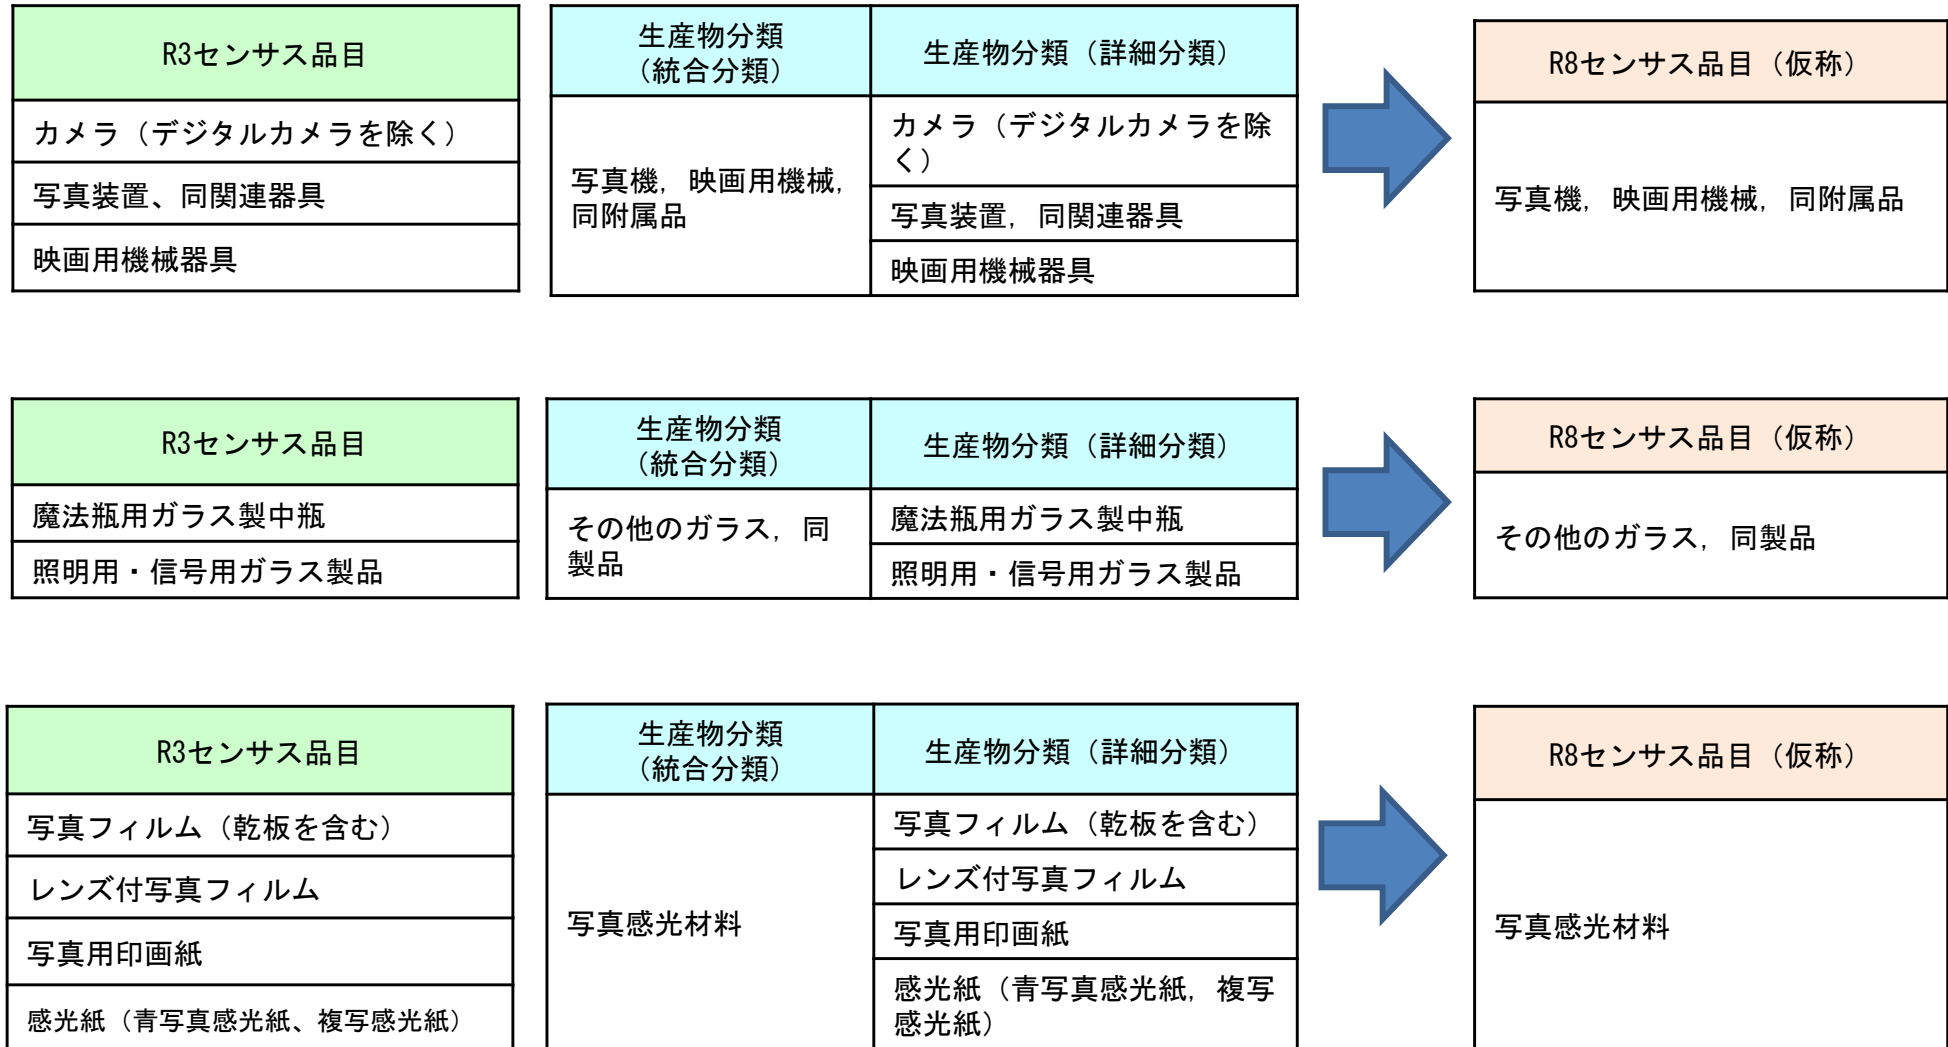 R3センサス品目
カメラ（デジタルカメラを除く）
写真装置、同関連器具
映画用機械器具
生産物分類
（統合分類）
生産物分類（詳細分類）
写真機，映画用機械，
同附属品
カメラ（デジタルカメラを除
く）
写真装置，同関連器具
映画用機械器具
R8センサス品目（仮称）
写真機，映画用機械，同附属品
R3センサス品目
魔法瓶用ガラス製中瓶
照明用・信号用ガラス製品
生産物分類
（統合分類）
生産物分類（詳細分類）
その他のガラス，同
製品
魔法瓶用ガラス製中瓶
照明用・信号用ガラス製品
R8センサス品目（仮称）
その他のガラス，同製品
R3センサス品目
写真フィルム（乾板を含む）
レンズ付写真フィルム
写真用印画紙
感光紙（青写真感光紙、複写感光紙）
生産物分類
（統合分類）
生産物分類（詳細分類）
写真感光材料
写真フィルム（乾板を含む）
レンズ付写真フィルム
写真用印画紙
感光紙（青写真感光紙，複写
感光紙）
R8センサス品目（仮称）
写真感光材料